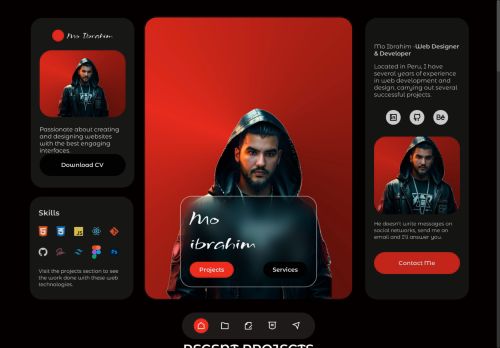 Mo Ibrahim
Passionate about creating
and designing websites
with the best engaging
interfaces.
Download CV
Skills
Visit the projects section to see
the work done with these web
technologies.
Mo
ibrahim
Projects
Services
Mo Ibrahim -Web Designer
& Developer
Located in Peru, I have
several years of experience
in web development and
design, carrying out several
successful projects.
He doesn't write messages on
social networks, send me an
email and I'll answer you.
Contact Me
RECENT PROJECTS